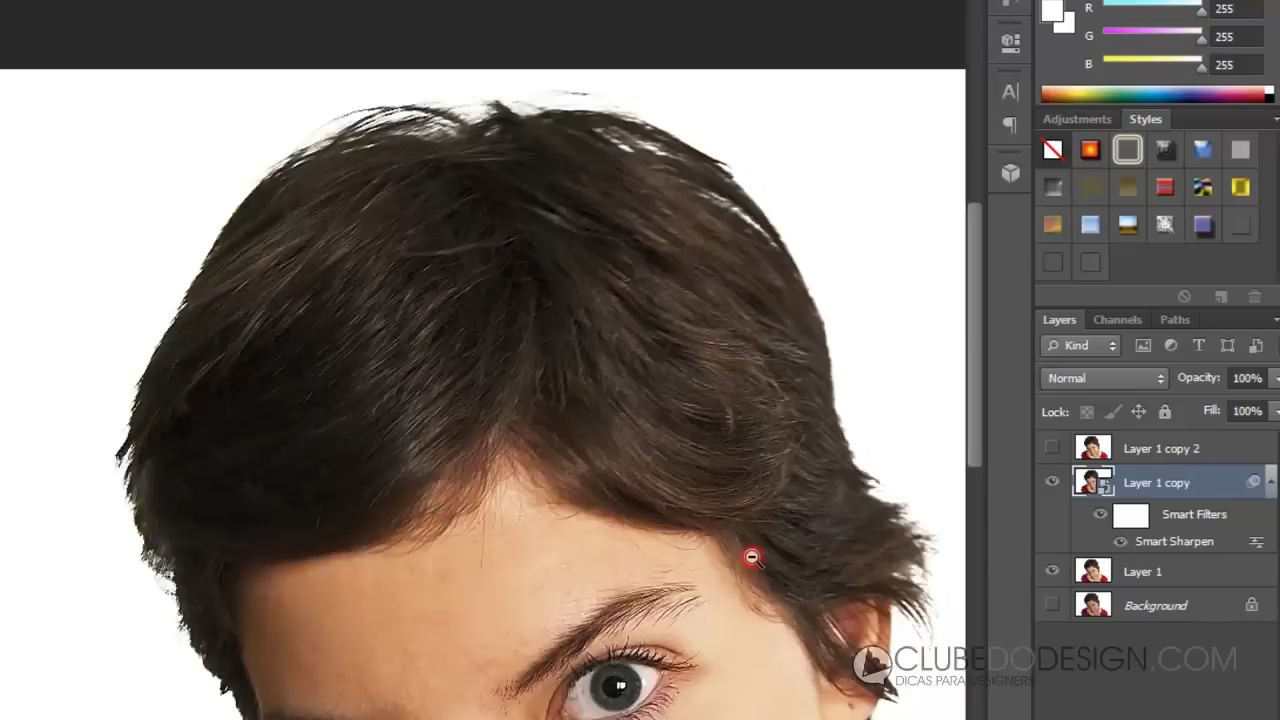 R 255
G 255
B 255
A
Adjustments Styles
Layers Channels Paths
Kind T
Normal Opacity: 100%
Lock: Fill: 100%
Layer 1 copy 2
Layer 1 copy
Smart Filters
Smart Sharpen
Layer 1
Background
CLUBEDODESIGN.COM
DICAS PARA DESIGNERS